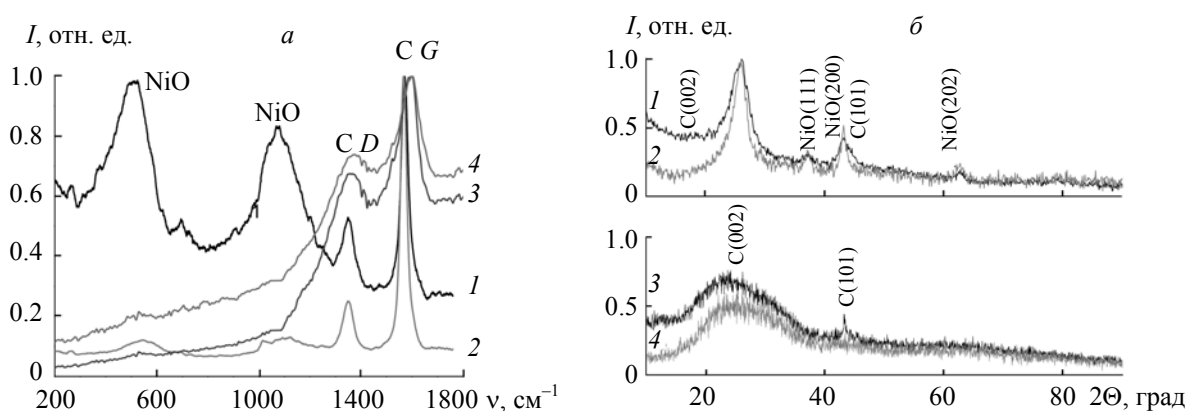 I, отн. ед.
а
C G
1.0
NiO
NiO
0.8
C D
4
0.6
3
0.4
1
0.2
2
0
200
600
1000
1400
1800 ν, см⁻¹
I, отн. ед.
б
1.0
1
C(002)
NiO(111)
NiO(200)
C(101)
NiO(202)
0.5
2
0
1.0
C(002)
3
C(101)
0.5
4
0
20
40
60
80
2Θ, град